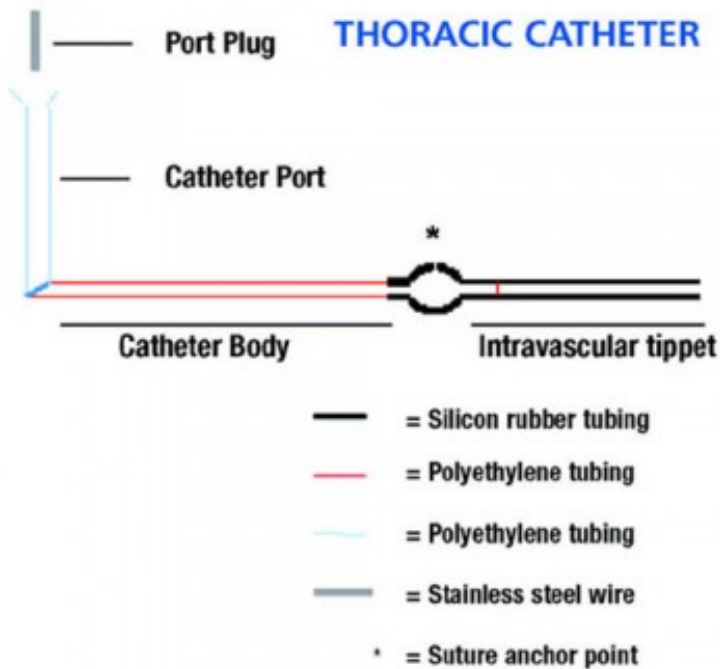 THORACIC CATHETER
Port Plug
Catheter Port
*
Catheter Body
Intravascular tippet
= Silicon rubber tubing
= Polyethylene tubing
= Polyethylene tubing
= Stainless steel wire
* = Suture anchor point